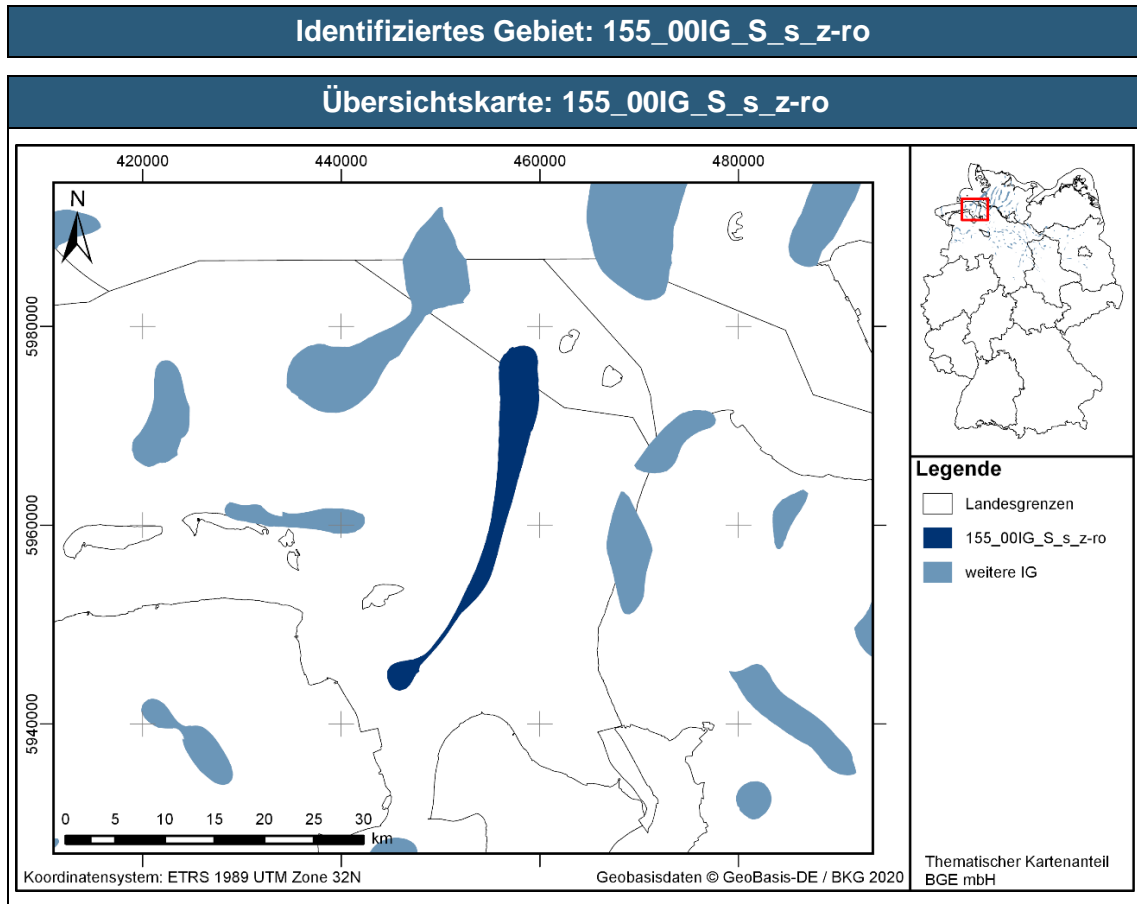 Identifiziertes Gebiet: 155_00IG_S_s_z-ro
Übersichtskarte: 155_00IG_S_s_z-ro
420000 440000 460000 480000
N
5980000
5960000
5940000
0 5 10 15 20 25 30
km
Koordinatensystem: ETRS 1989 UTM Zone 32N
Geobasisdaten © GeoBasis-DE / BKG 2020
Legende
Landesgrenzen
155_00IG_S_s_z-ro
weitere IG
Thematischer Kartenanteil
BGE mbH